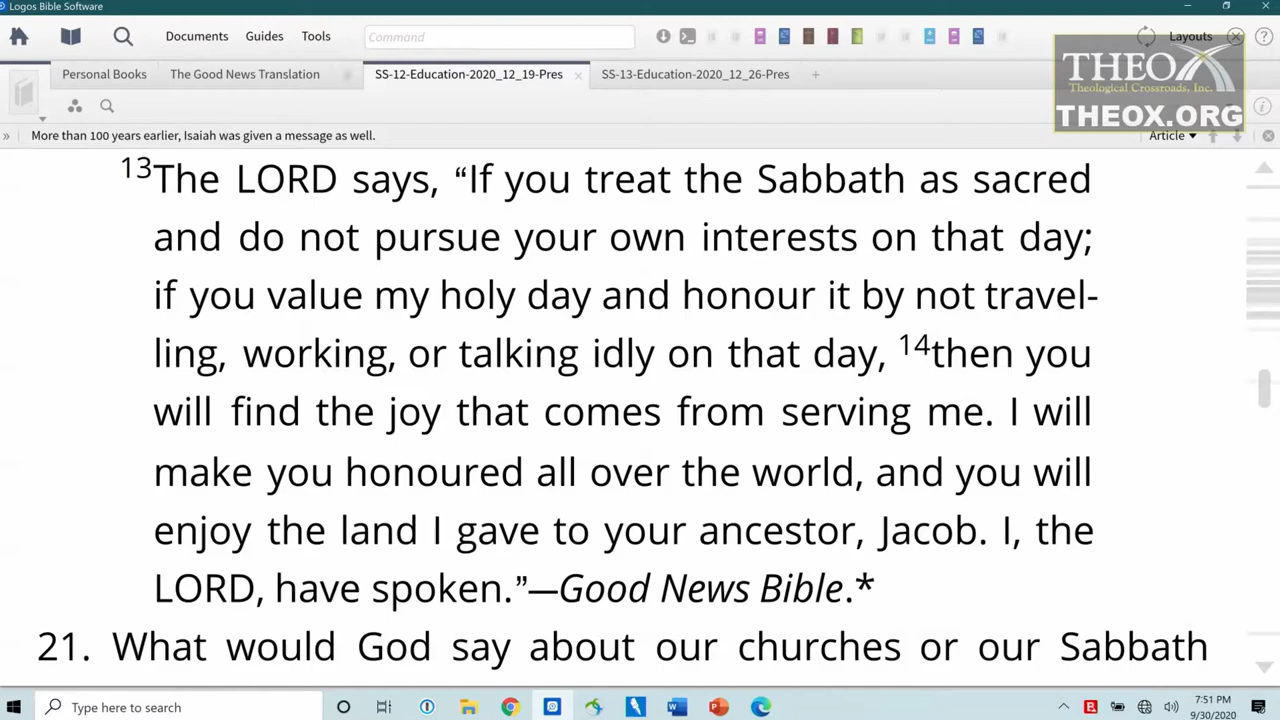 Logos Bible Software
Documents Guides Tools Command Layouts
THEOX
Theological Crossroads, Inc.
THEOX.ORG
Personal Books The Good News Translation SS-12-Education-2020_12_19-Pres SS-13-Education-2020_12_26-Pres
More than 100 years earlier, Isaiah was given a message as well. Article
13The LORD says, “If you treat the Sabbath as sacred
and do not pursue your own interests on that day;
if you value my holy day and honour it by not travel-
ling, working, or talking idly on that day, 14then you
will find the joy that comes from serving me. I will
make you honoured all over the world, and you will
enjoy the land I gave to your ancestor, Jacob. I, the
LORD, have spoken.”—Good News Bible.*
21. What would God say about our churches or our Sabbath
Type here to search
7:51 PM
9/30/2020